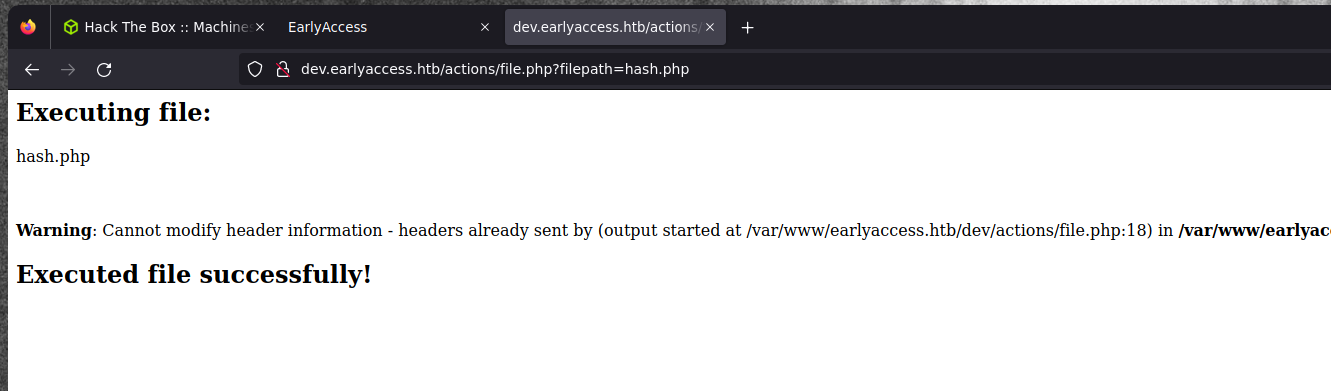 Hack The Box :: Machine
EarlyAccess
dev.earlyaccess.htb/actions/
dev.earlyaccess.htb/actions/file.php?filepath=hash.php
Executing file:
hash.php
Warning: Cannot modify header information - headers already sent by (output started at /var/www/earlyaccess.htb/dev/actions/file.php:18) in /var/www/earlyac
Executed file successfully!